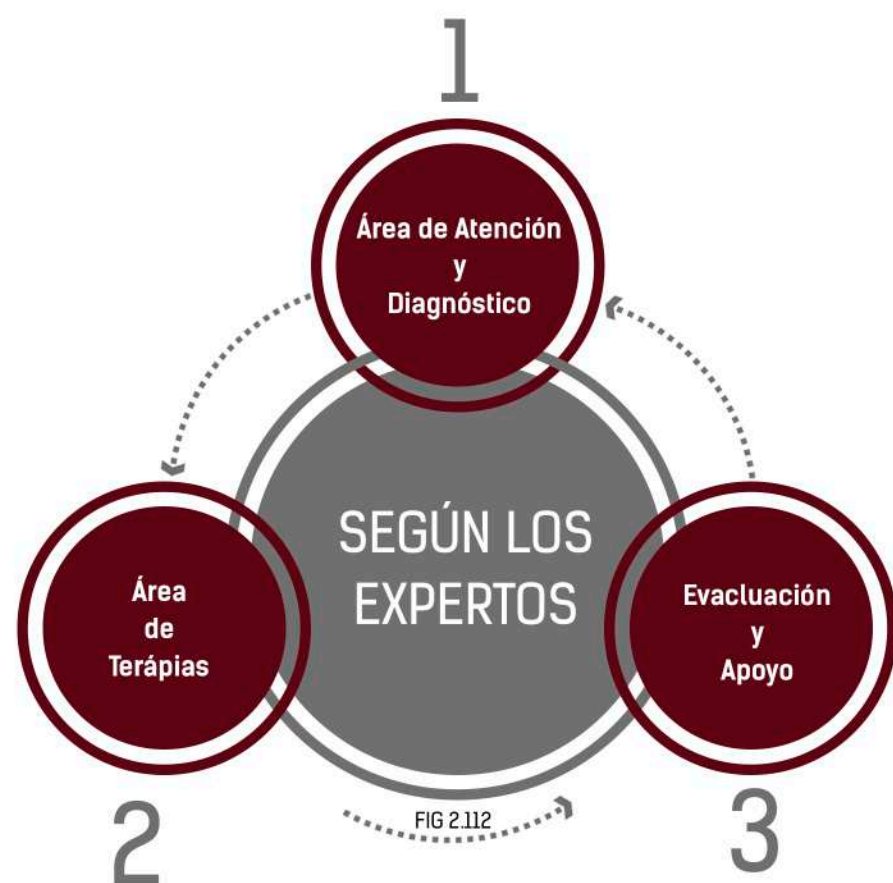 1
Área de Atención
y
Diagnóstico
SEGÚN LOS
EXPERTOS
Área
de
Terápias
Evacluación
y
Apoyo
2
FIG 2.112
3